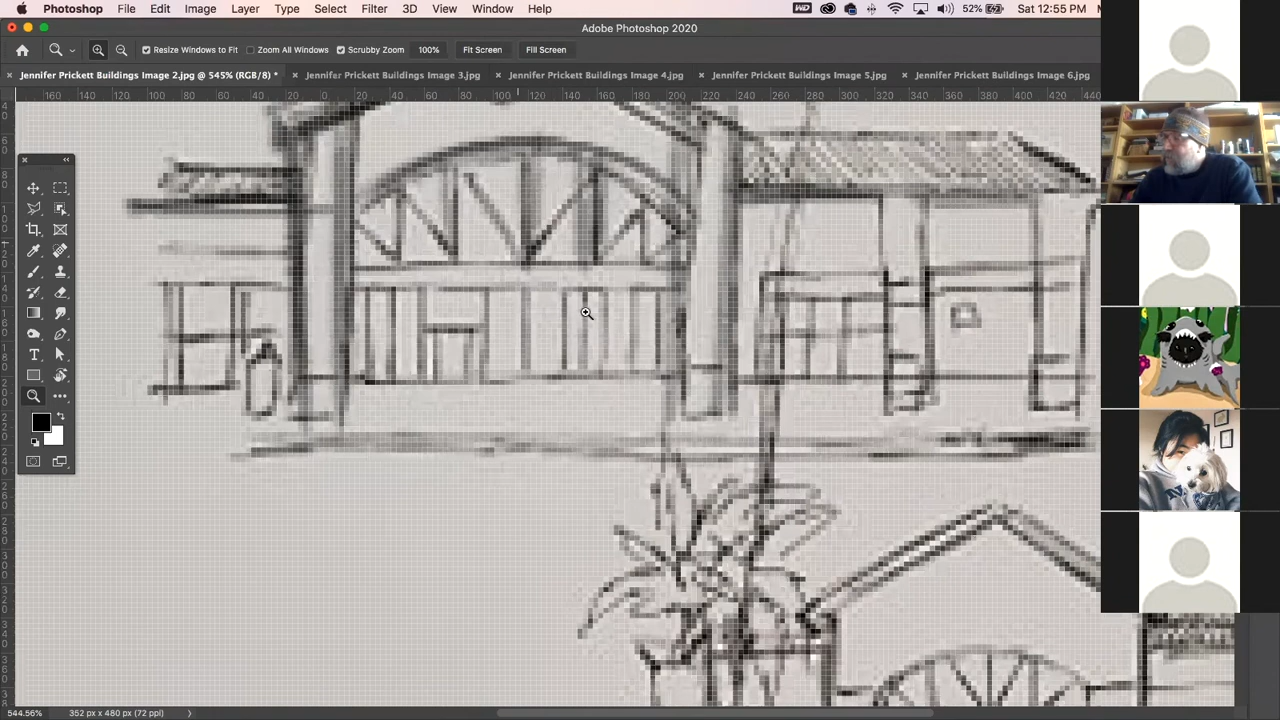 Photoshop File Edit Image Layer Type Select Filter 3D View Window Help 52% Sat 12:55 PM
Adobe Photoshop 2020
Resize Windows to Fit Zoom All Windows Scrubby Zoom 100% Fit Screen Fill Screen
Jennifer Prickett Buildings Image 2.jpg @ 545% (RGB/8) * Jennifer Prickett Buildings Image 3.jpg Jennifer Prickett Buildings Image 4.jpg Jennifer Prickett Buildings Image 5.jpg Jennifer Prickett Buildings Image 6.jpg
160 140 120 100 80 60 40 20 0 20 40 60 80 100 120 140 160 180 200 220 240 260 280 300 320 340 360 380 400 420 440
544.56% 352 px x 480 px (72 ppi)